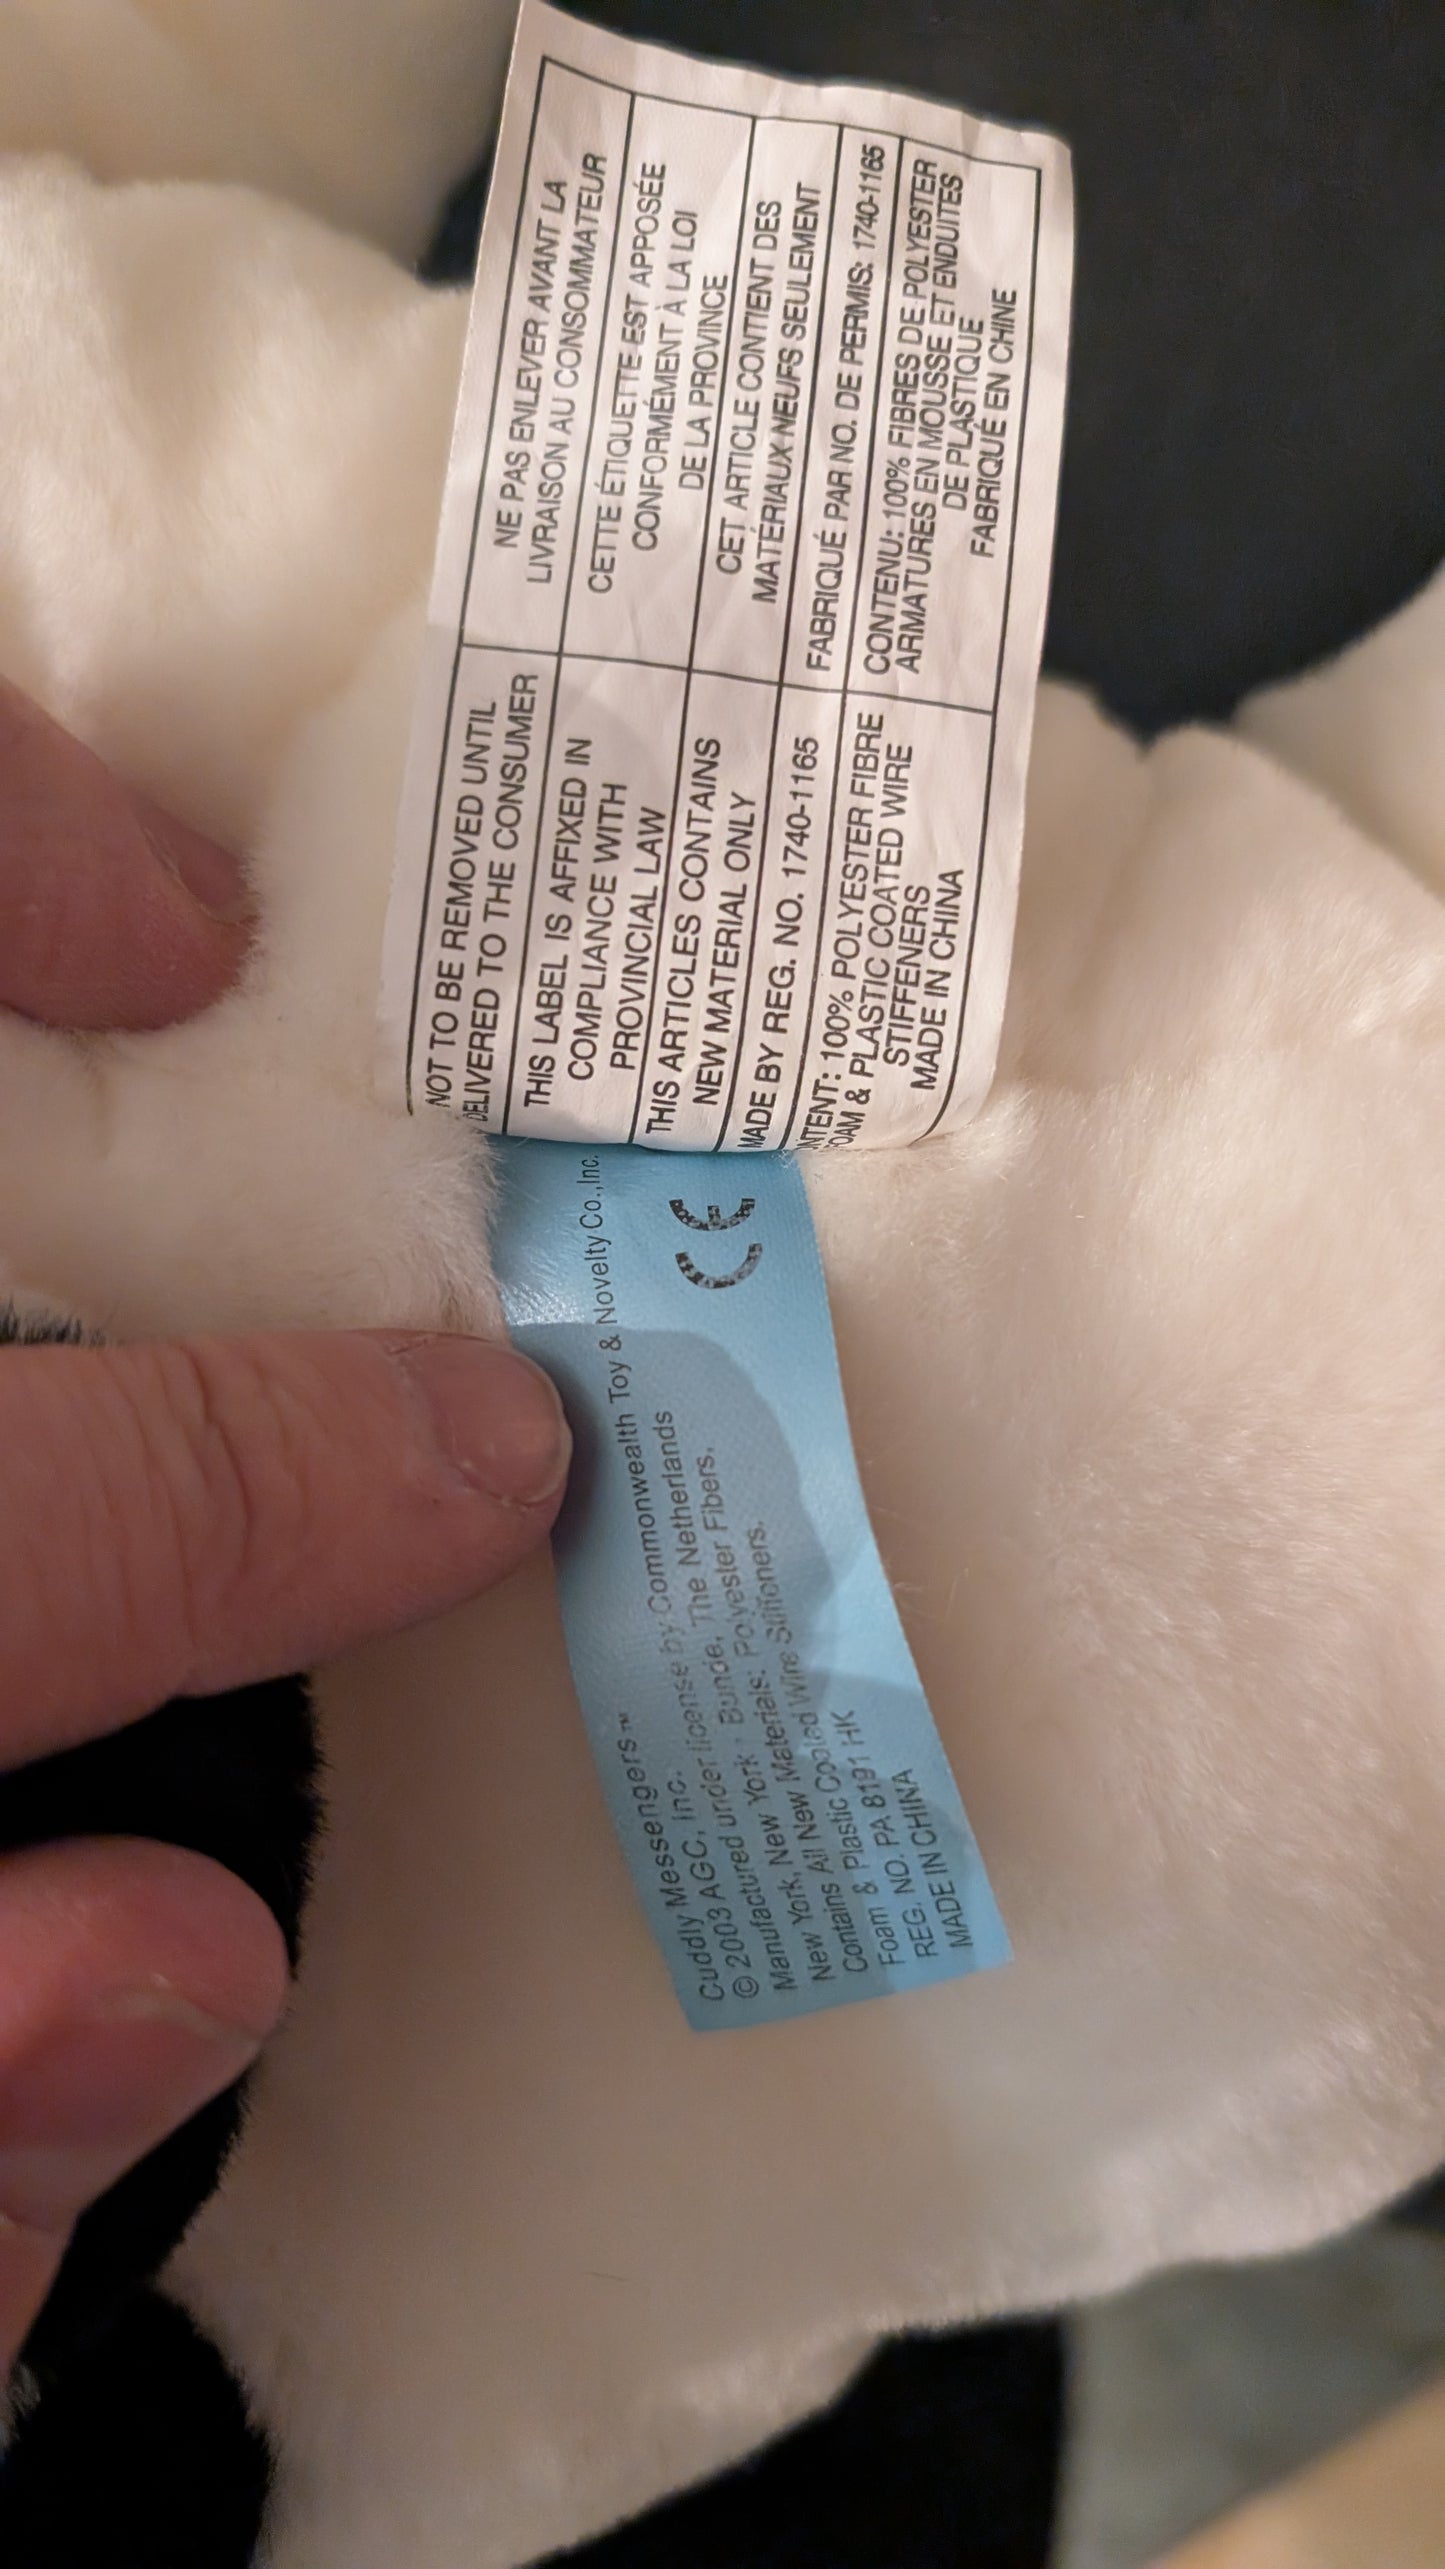 NOT TO BE REMOVED UNTIL
DELIVERED TO THE CONSUMER
THIS LABEL IS AFFIXED IN
COMPLIANCE WITH
PROVINCIAL LAW
THIS ARTICLES CONTAINS
NEW MATERIAL ONLY
MADE BY REG. NO. 1740-1165
NTENT: 100% POLYESTER FIBRE
OAM & PLASTIC COATED WIRE
STIFFENERS
MADE IN CHINA
NE PAS ENLEVER AVANT LA
LIVRAISON AU CONSOMMATEUR
CETTE ÉTIQUETTE EST APPOSÉE
CONFORMÉMENT À LA LOI
DE LA PROVINCE
CET ARTICLE CONTIENT DES
MATÉRIAUX NEUFS SEULEMENT
FABRIQUÉ PAR NO. DE PERMIS: 1740-1165
CONTENU: 100% FIBRES DE POLYESTER
ARMATURES EN MOUSSE ET ENDUITES
DE PLASTIQUE
FABRIQUÉ EN CHINE
Cuddly Messengers™
© 2003 AGC, Inc.
Manufactured under license by Commonwealth Toy & Novelty Co.,Inc.
New York, New York - Bunde, The Netherlands
New All New Materials: Polyester Fibers.
Contains & Plastic Coated Wire Stiffoners.
Foam
REG. NO. PA 8191 HK
MADE IN CHINA
CE